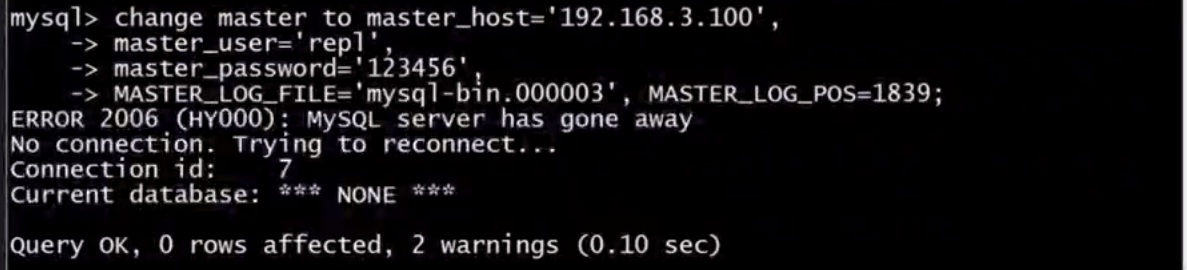 mysql> change master to master_host='192.168.3.100',
    -> master_user='repl',
    -> master_password='123456',
    -> MASTER_LOG_FILE='mysql-bin.000003', MASTER_LOG_POS=1839;
ERROR 2006 (HY000): MySQL server has gone away
No connection. Trying to reconnect...
Connection id:    7
Current database: *** NONE ***

Query OK, 0 rows affected, 2 warnings (0.10 sec)